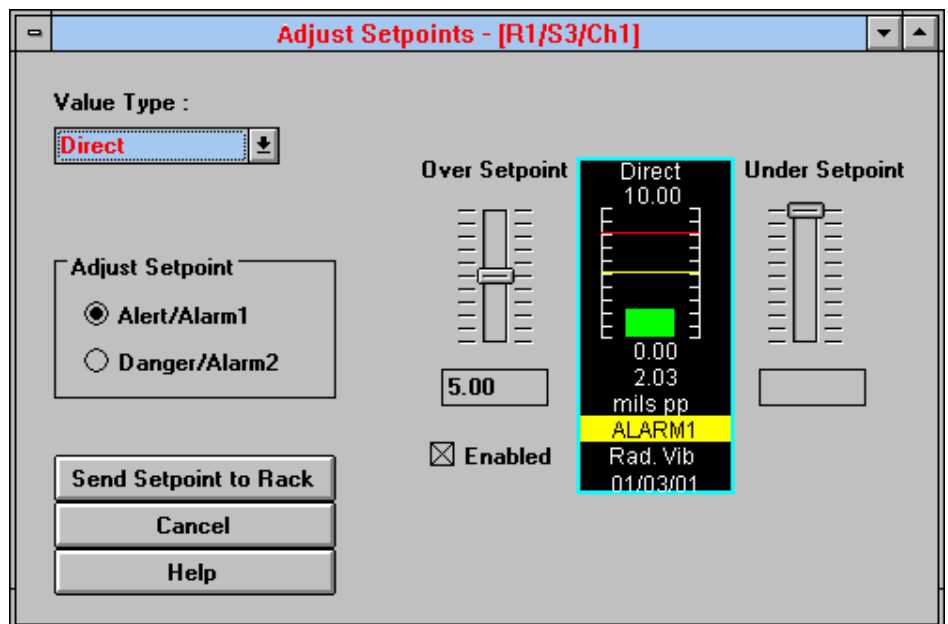 Adjust Setpoints - [R1/S3/Ch1]
Value Type :
Direct
Adjust Setpoint
Alert/Alarm1
Danger/Alarm2
Send Setpoint to Rack
Cancel
Help
Over Setpoint
5.00
Enabled
Direct
10.00
0.00
2.03
mils pp
ALARM1
Rad. Vib
01/03/01
Under Setpoint